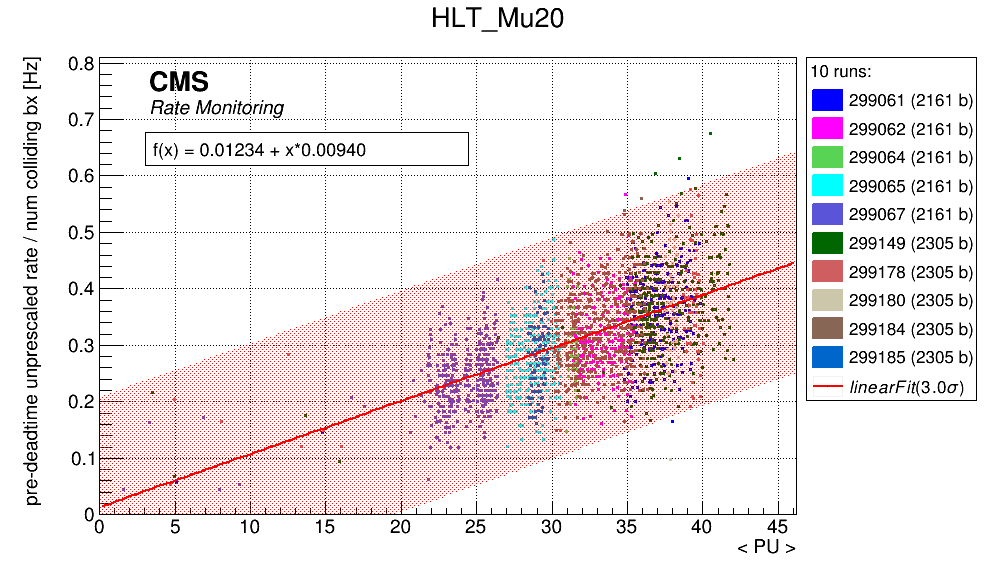 HLT_Mu20
pre-deadtime unprescaled rate / num colliding bx [Hz]
0.8
0.7
0.6
0.5
0.4
0.3
0.2
0.1
0
CMS
Rate Monitoring
f(x) = 0.01234 + x*0.00940
0 5 10 15 20 25 30 35 40 45
< PU >
10 runs:
299061 (2161 b)
299062 (2161 b)
299064 (2161 b)
299065 (2161 b)
299067 (2161 b)
299149 (2305 b)
299178 (2305 b)
299180 (2305 b)
299184 (2305 b)
299185 (2305 b)
linearFit(3.0σ)